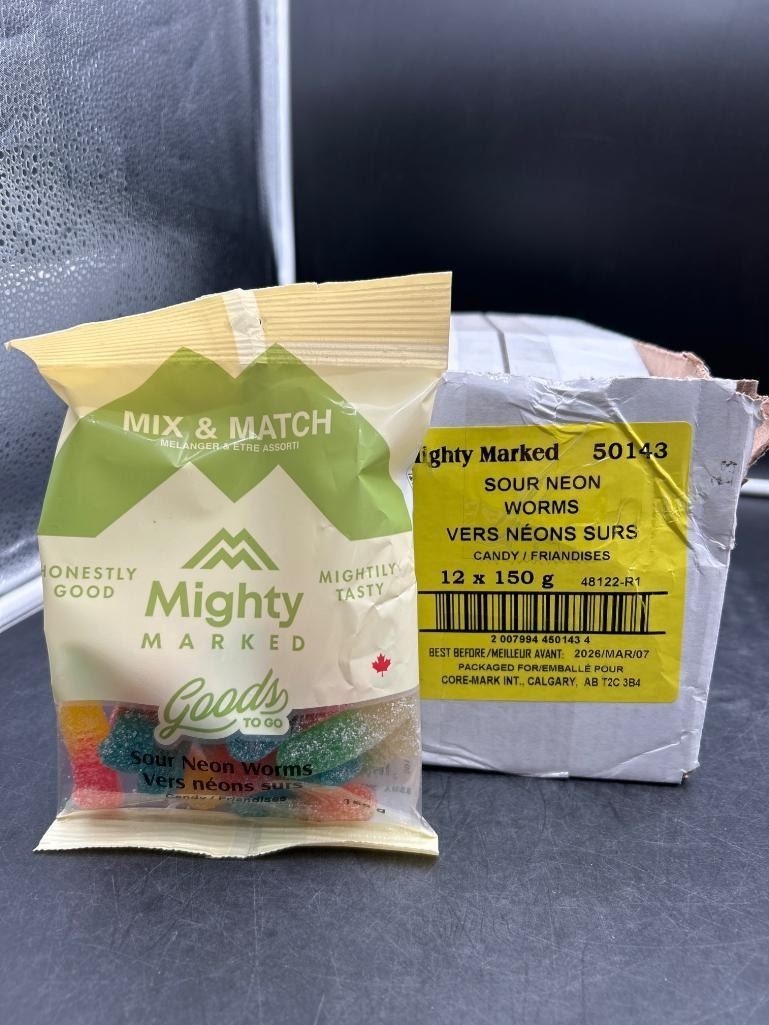 MIX & MATCH
MELANGER & ETRE ASSORTI
HONESTLY
GOOD
MIGHTILY
TASTY
Mighty
MARKED
Goods
TO GO
Sour Neon Worms
Vers néons surs
Candy / Friandises
150 g
ighty Marked 50143
SOUR NEON
WORMS
VERS NÉONS SURS
CANDY / FRIANDISES
12 x 150 g 48122-R1
2 007994 450143 4
BEST BEFORE/MEILLEUR AVANT: 2026/MAR/07
PACKAGED FOR/EMBALLÉ POUR
CORE-MARK INT., CALGARY, AB T2C 3B4